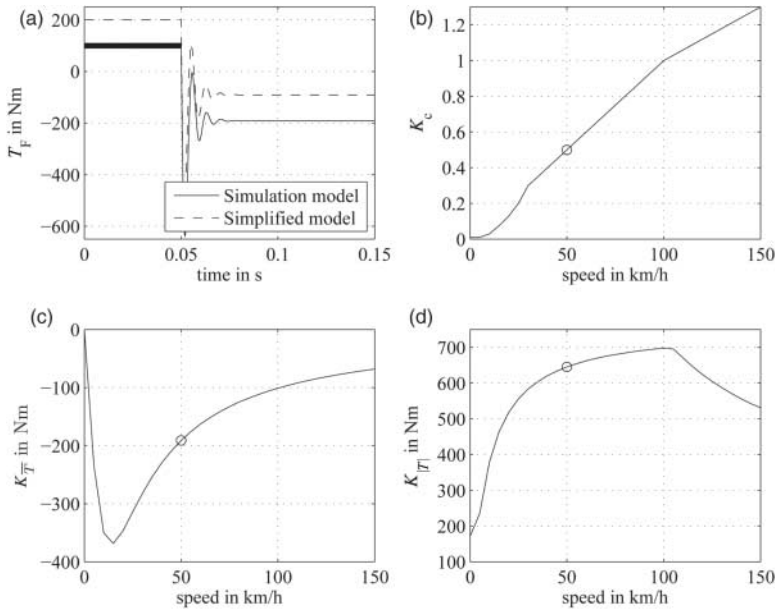 (a)
200
0
−200
−400
−600
T_F in Nm
Simulation model
Simplified model
0
0.05
0.1
0.15
time in s
(b)
1.2
1
0.8
0.6
0.4
0.2
0
K_c
0
50
100
150
speed in km/h
(c)
0
−100
−200
−300
−400
K_T̅ in Nm
0
50
100
150
speed in km/h
(d)
700
600
500
400
300
200
100
K_|T| in Nm
0
50
100
150
speed in km/h